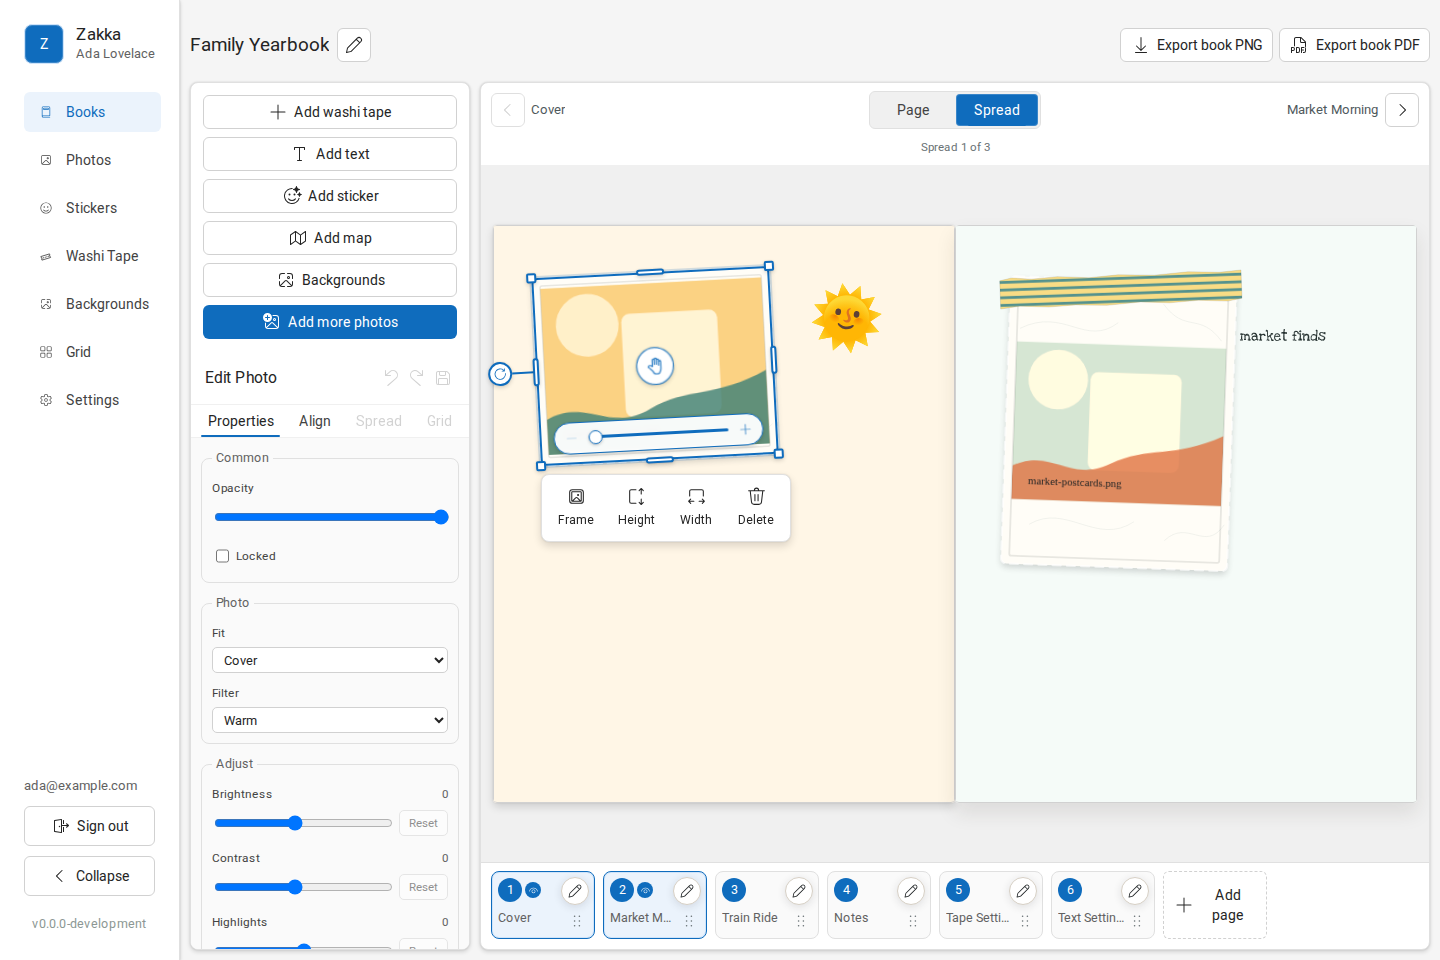 Z
Zakka
Ada Lovelace
Books
Photos
Stickers
Washi Tape
Backgrounds
Grid
Settings
ada@example.com
Sign out
Collapse
v0.0.0-development
Family Yearbook
Export book PNG
PDF
Export book PDF
Add washi tape
Add text
Add sticker
Add map
Backgrounds
Add more photos
Edit Photo
Properties
Align
Spread
Grid
Common
Opacity
Locked
Photo
Fit
Cover
Filter
Warm
Adjust
Brightness 0
Reset
Contrast 0
Reset
Highlights 0
Cover
Page
Spread
Market Morning
Spread 1 of 3
Frame
Height
Width
Delete
market finds
market-postcards.png
1
Cover
2
Market M...
3
Train Ride
4
Notes
5
Tape Setti...
6
Text Settin...
Add
page